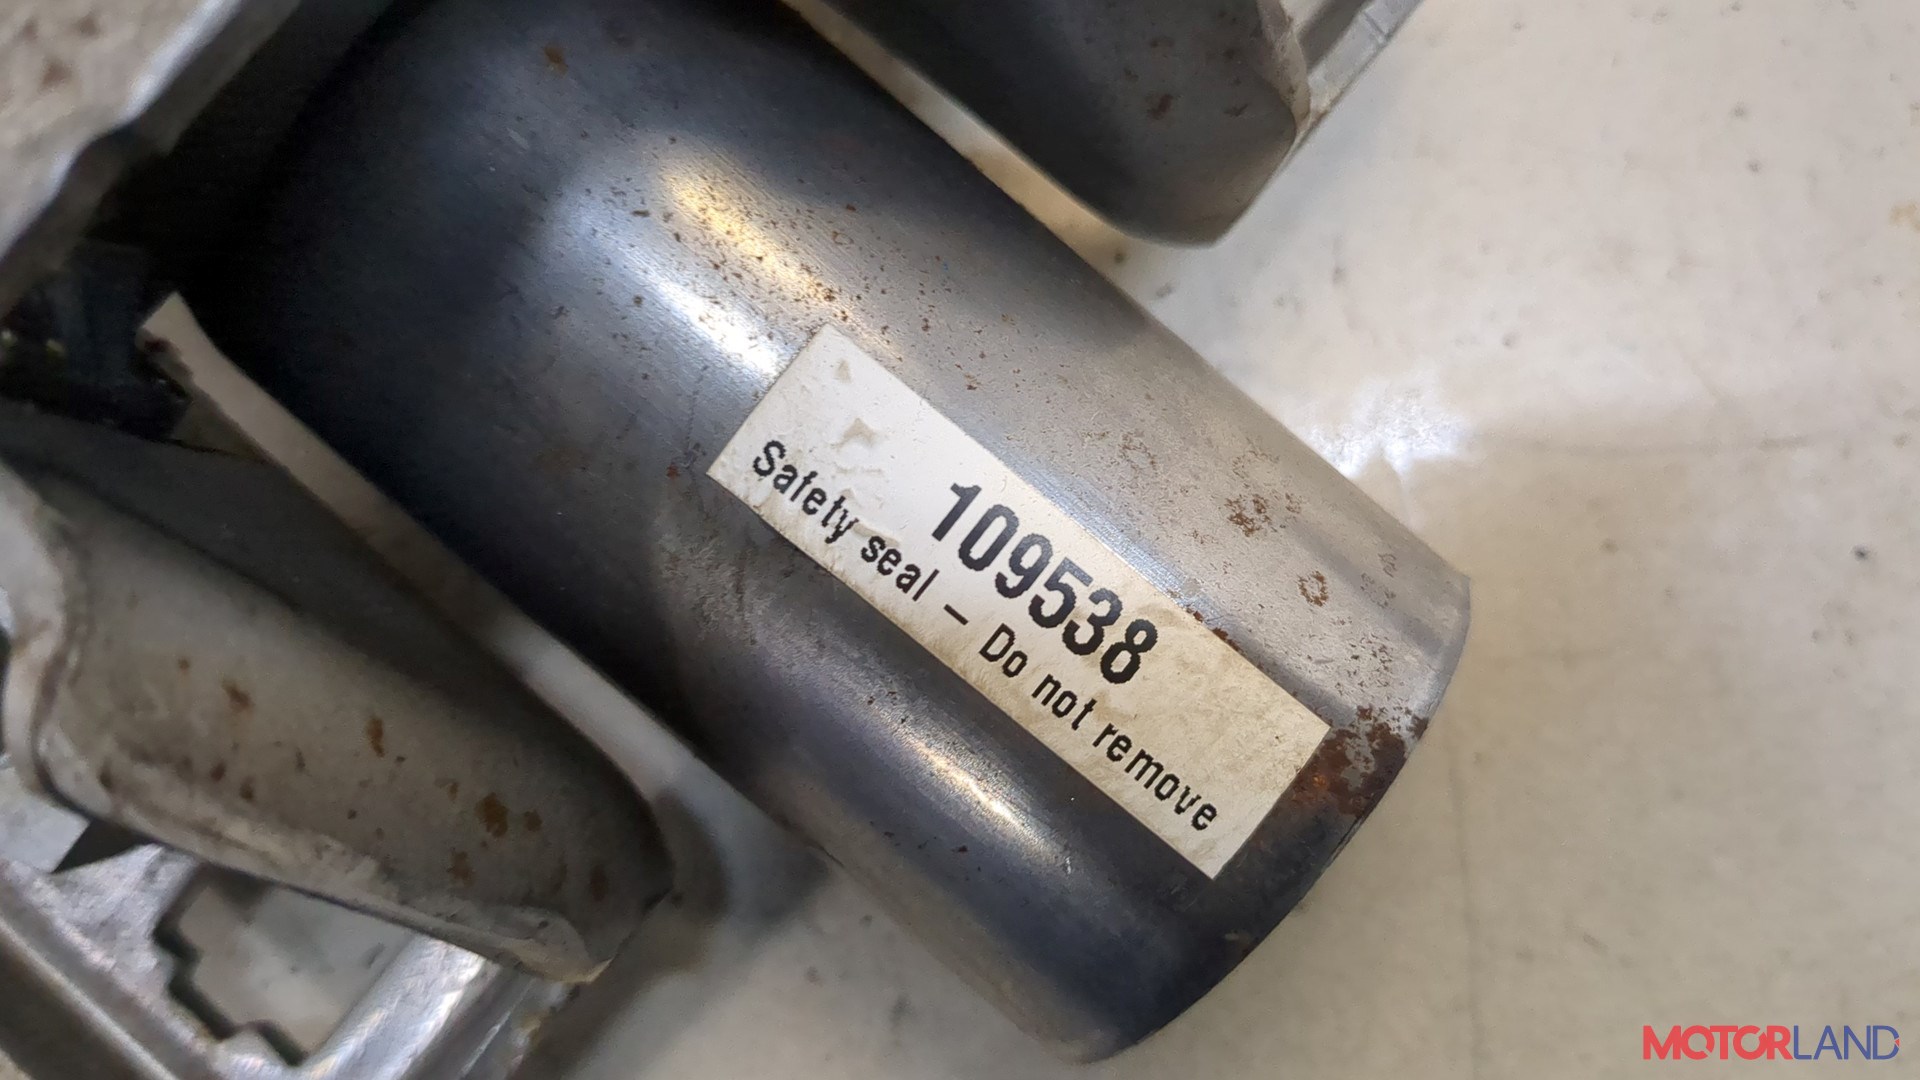 109538
Safety seal – Do not remove
MOTORLAND